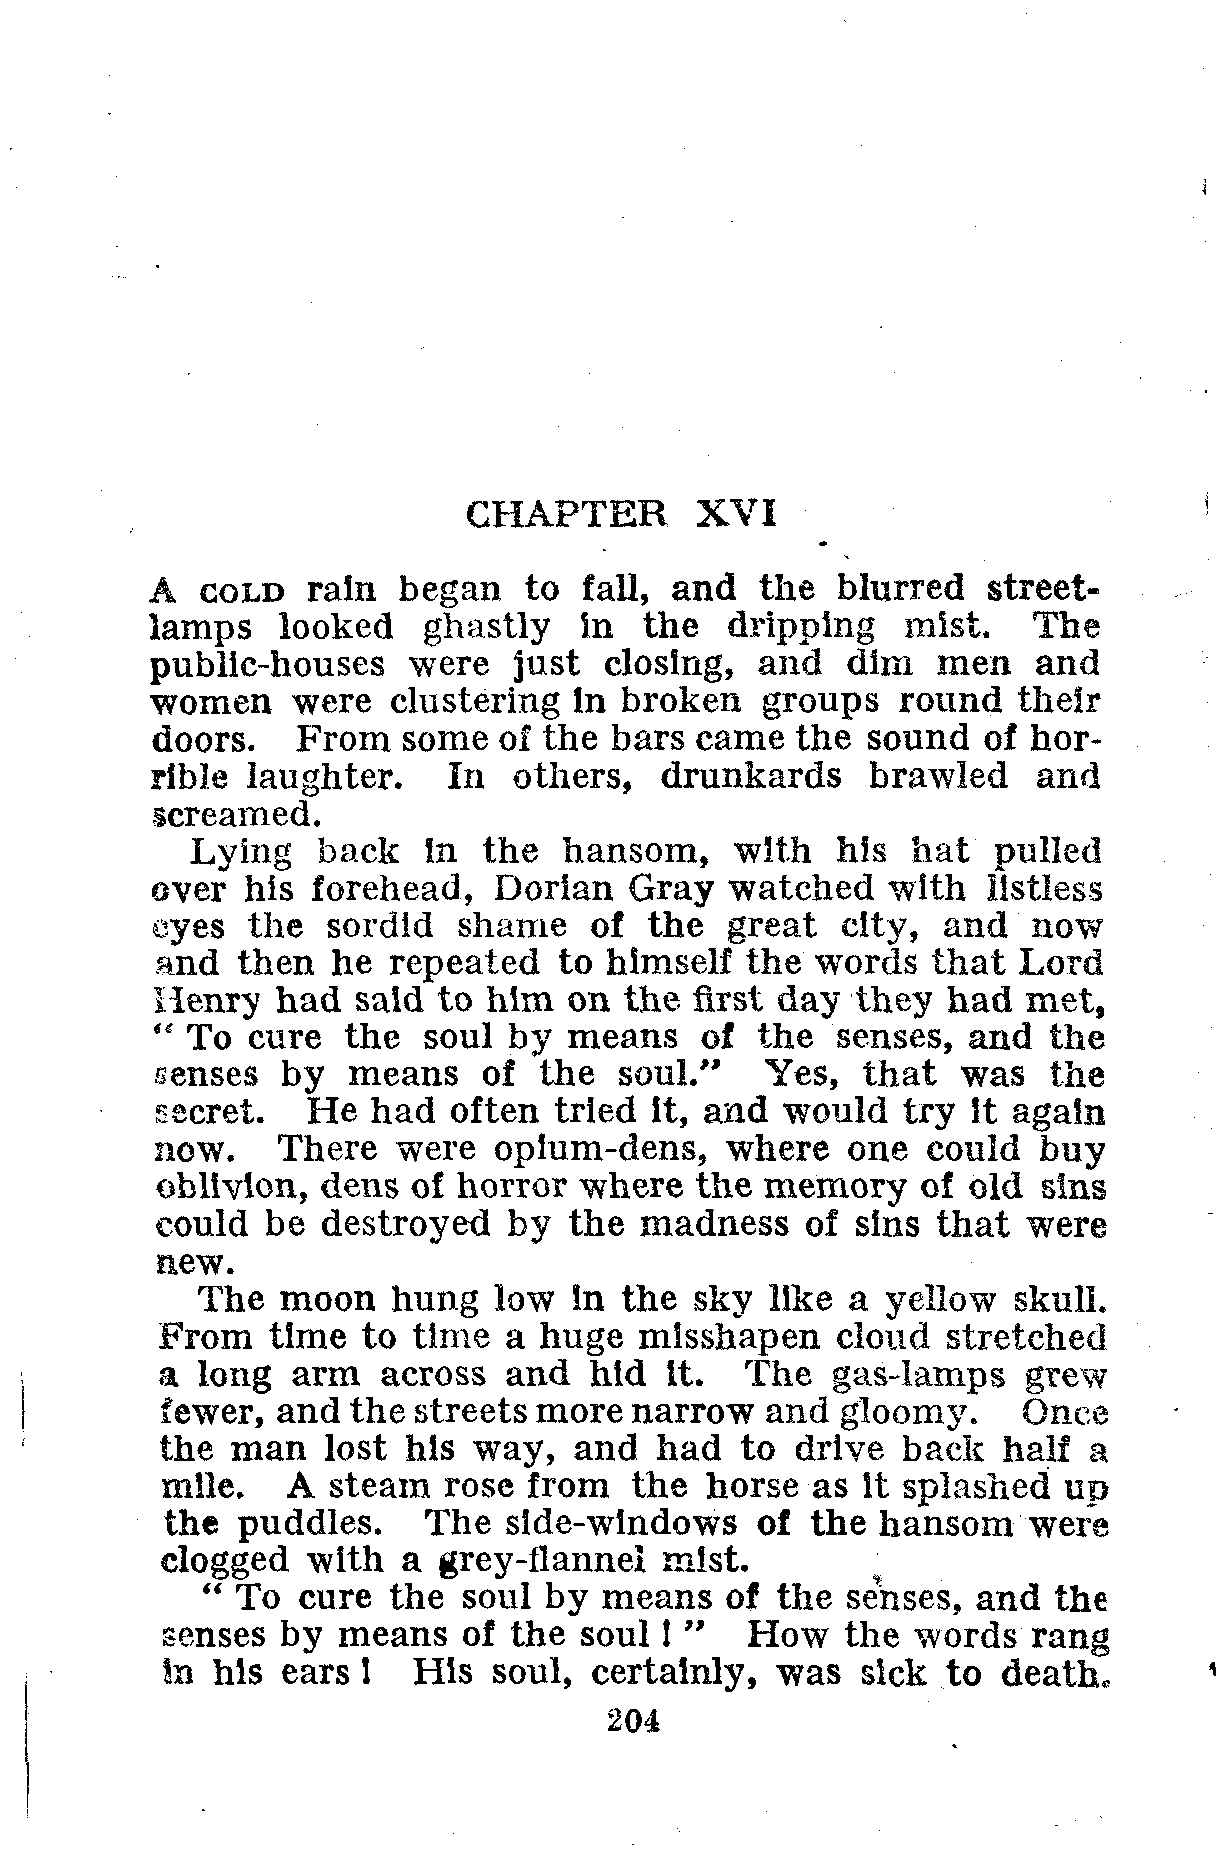 CHAPTER XVI
A COLD rain began to fall, and the blurred street-
lamps looked ghastly in the dripping mist. The
public-houses were just closing, and dim men and
women were clustering in broken groups round their
doors. From some of the bars came the sound of hor-
rible laughter. In others, drunkards brawled and
screamed.
Lying back in the hansom, with his hat pulled
over his forehead, Dorian Gray watched with listless
eyes the sordid shame of the great city, and now
and then he repeated to himself the words that Lord
Henry had said to him on the first day they had met,
“ To cure the soul by means of the senses, and the
senses by means of the soul.” Yes, that was the
secret. He had often tried it, and would try it again
now. There were opium-dens, where one could buy
oblivion, dens of horror where the memory of old sins
could be destroyed by the madness of sins that were
new.
The moon hung low in the sky like a yellow skull.
From time to time a huge misshapen cloud stretched
a long arm across and hid it. The gas-lamps grew
fewer, and the streets more narrow and gloomy. Once
the man lost his way, and had to drive back half a
mile. A steam rose from the horse as it splashed up
the puddles. The side-windows of the hansom were
clogged with a grey-flannel mist.
“ To cure the soul by means of the senses, and the
senses by means of the soul ! ” How the words rang
in his ears ! His soul, certainly, was sick to death.
204